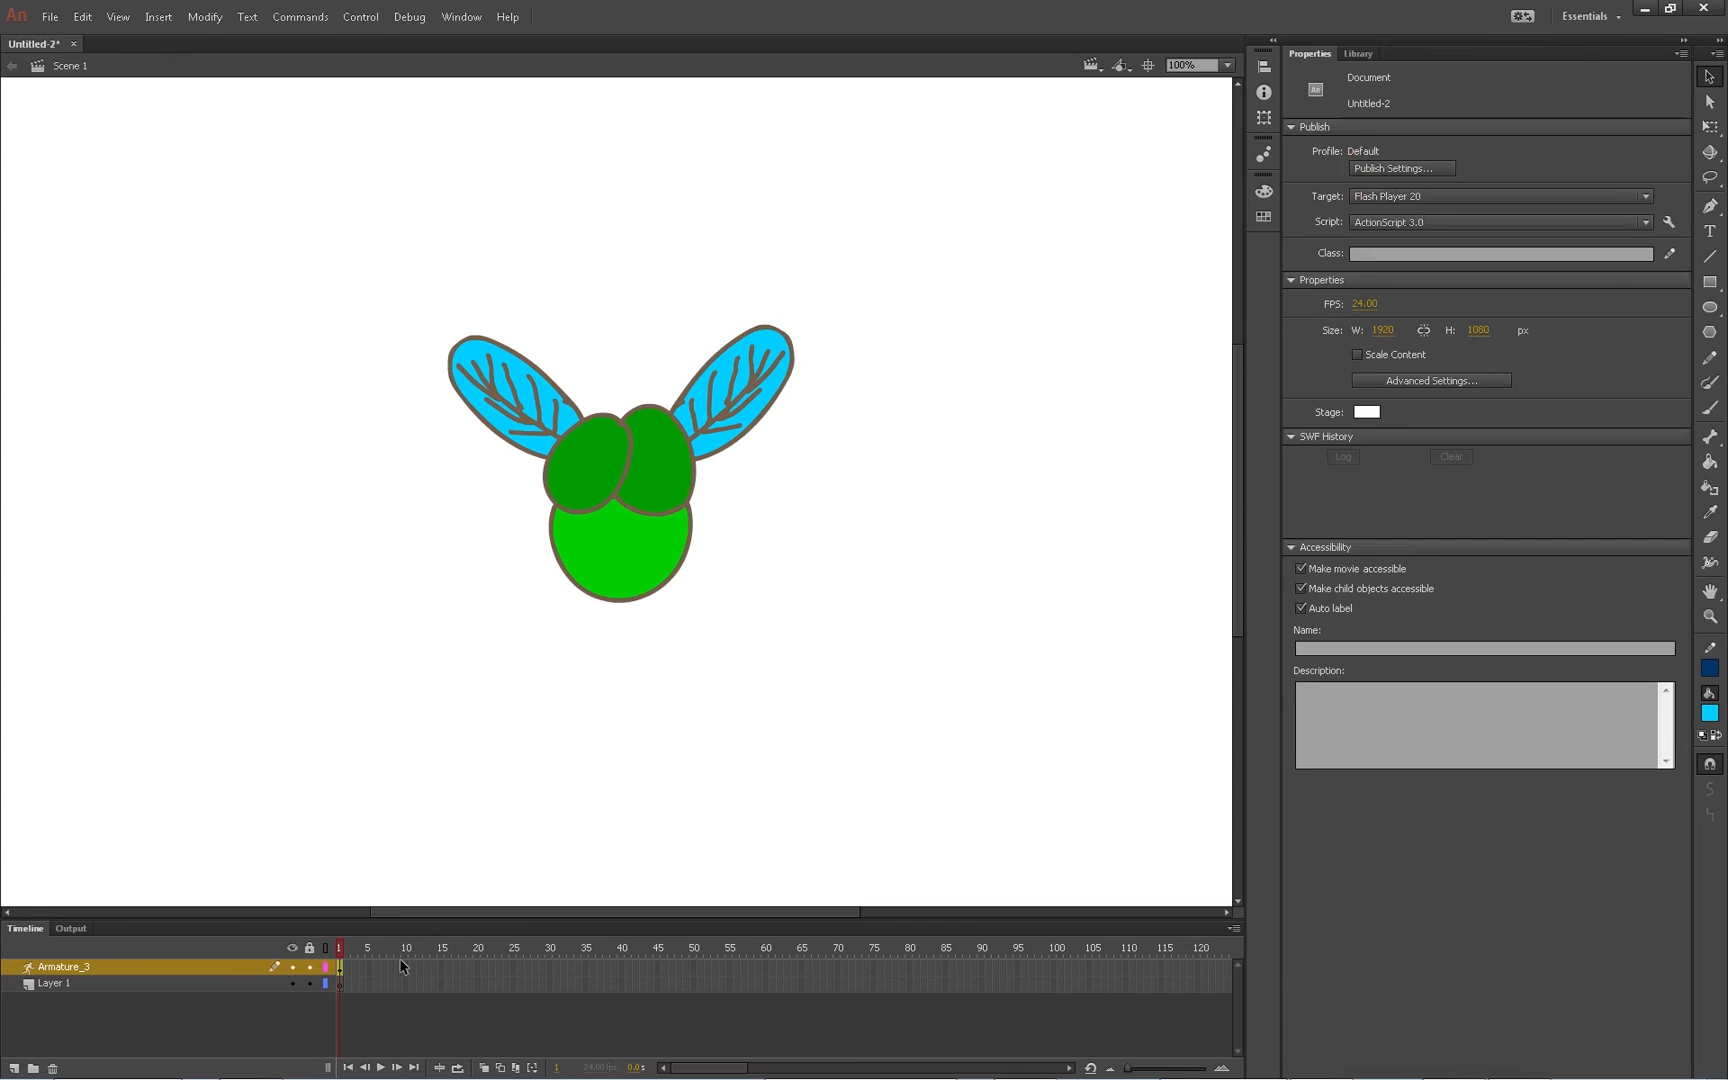 An File Edit View Insert Modify Text Commands Control Debug Window Help Essentials
Untitled-2* ×
Scene 1 100%
Properties Library
Document
Untitled-2
Publish
Profile: Default
Publish Settings...
Target: Flash Player 20
Script: ActionScript 3.0
Class:
Properties
FPS: 24.00
Size: W: 1920 H: 1080 px
Scale Content
Advanced Settings...
Stage:
SWF History
Log Clear
Accessibility
Make movie accessible
Make child objects accessible
Auto label
Name:
Description:
Timeline Output
1 5 10 15 20 25 30 35 40 45 50 55 60 65 70 75 80 85 90 95 100 105 110 115 120
Armature_3
Layer 1
1 24.00 fps 0.0 s